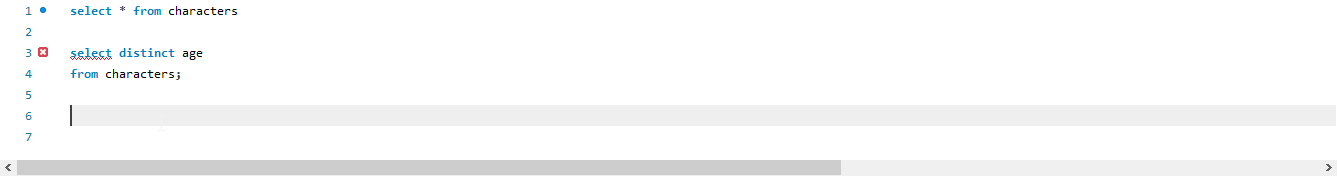 1 select * from characters
2
3 select distinct age
4 from characters;
5
6
7